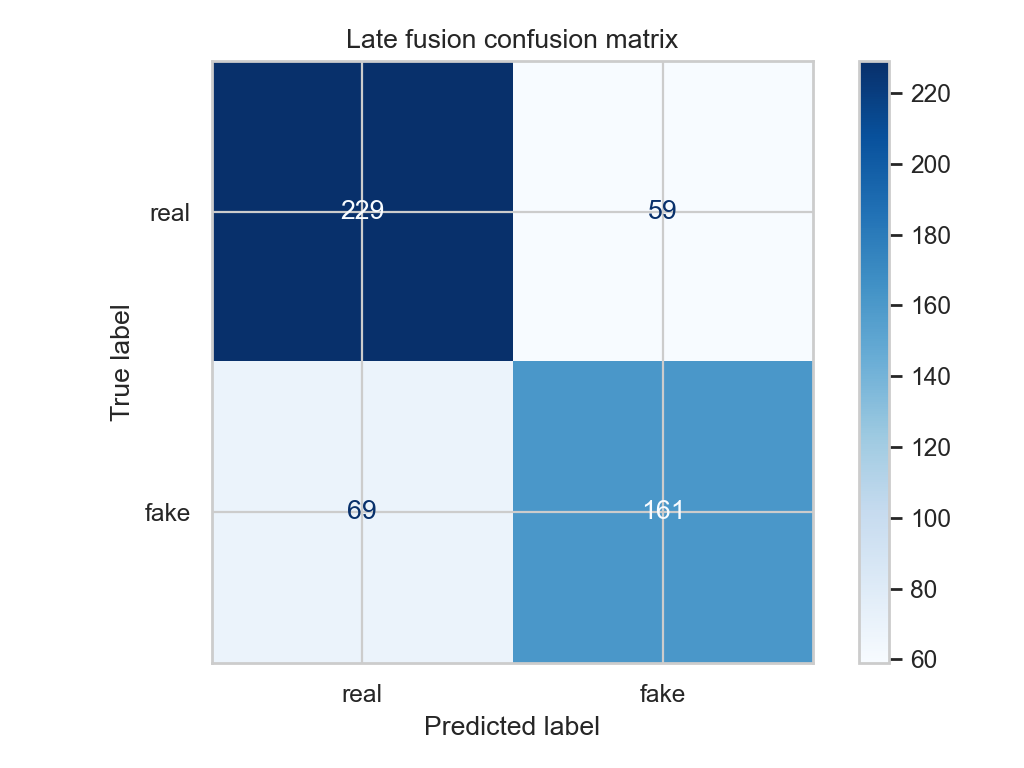 Late fusion confusion matrix
real
229
59
fake
69
161
real
fake
Predicted label
True label
220
200
180
160
140
120
100
80
60